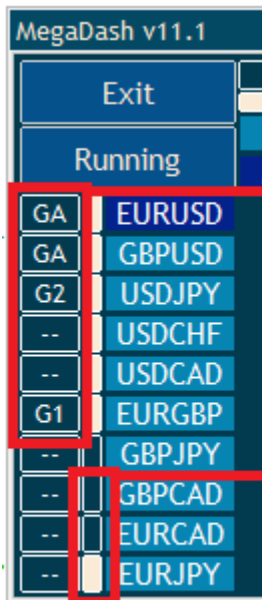 MegaDash v11.1
Exit
Running
GA EURUSD
GA GBPUSD
G2 USDJPY
-- USDCHF
-- USDCAD
G1 EURGBP
-- GBPJPY
-- GBPCAD
-- EURCAD
-- EURJPY